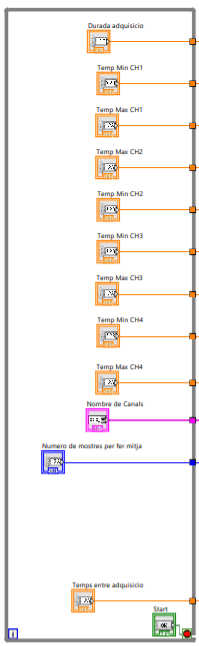 Durada adquisicio
Temp Min CH1
Temp Max CH1
Temp Max CH2
Temp Min CH2
Temp Min CH3
Temp Max CH3
Temp Min CH4
Temp Max CH4
Nombre de Canals
Numero de mostres per fer mitja
Temps entre adquisicio
Start
OK
i